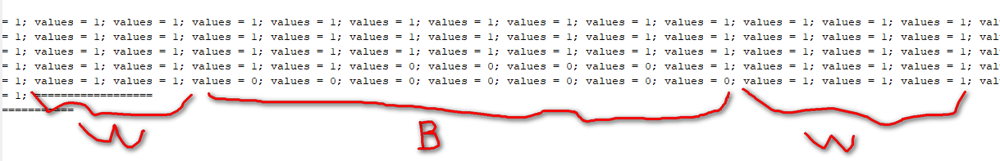 = 1; values = 1; values = 1; values = 1; values = 1; values = 1; values = 1; values = 1; values = 1; values = 1; values = 1; values = 1; values = 1; val
= 1; values = 1; values = 1; values = 1; values = 1; values = 1; values = 1; values = 1; values = 1; values = 1; values = 1; values = 1; values = 1; val
= 1; values = 1; values = 1; values = 1; values = 1; values = 1; values = 1; values = 1; values = 1; values = 1; values = 1; values = 1; values = 1; val
= 1; values = 1; values = 1; values = 1; values = 1; values = 0; values = 0; values = 0; values = 0; values = 1; values = 1; values = 1; values = 1; val
= 1; values = 1; values = 1; values = 0; values = 0; values = 0; values = 0; values = 0; values = 0; values = 0; values = 1; values = 1; values = 1; val
= 1; ==================
===========
W B W